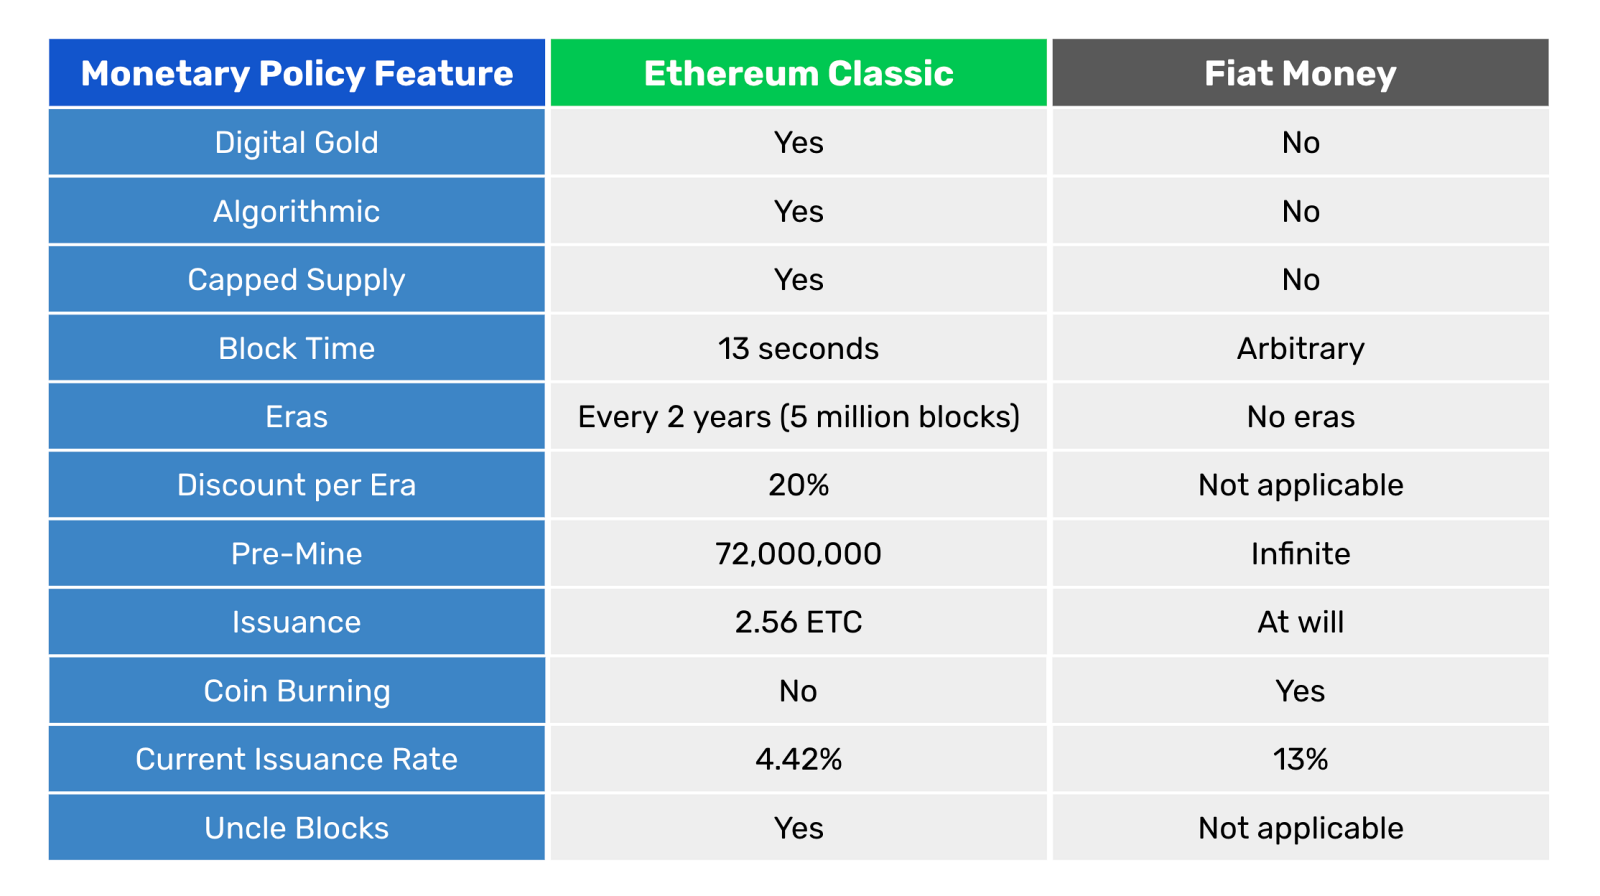 Monetary Policy Feature Ethereum Classic Fiat Money
Digital Gold Yes No
Algorithmic Yes No
Capped Supply Yes No
Block Time 13 seconds Arbitrary
Eras Every 2 years (5 million blocks) No eras
Discount per Era 20% Not applicable
Pre-Mine 72,000,000 Infinite
Issuance 2.56 ETC At will
Coin Burning No Yes
Current Issuance Rate 4.42% 13%
Uncle Blocks Yes Not applicable